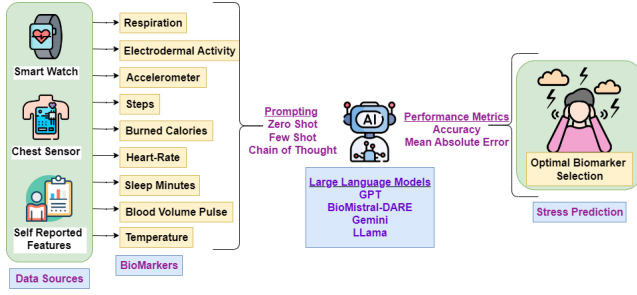 Smart Watch
Chest Sensor
Self Reported
Features
Data Sources
Respiration
Electrodermal Activity
Accelerometer
Steps
Burned Calories
Heart-Rate
Sleep Minutes
Blood Volume Pulse
Temperature
BioMarkers
Prompting
Zero Shot
Few Shot
Chain of Thought
AI
Large Language Models
GPT
BioMistral-DARE
Gemini
LLama
Performance Metrics
Accuracy
Mean Absolute Error
Optimal Biomarker
Selection
Stress Prediction